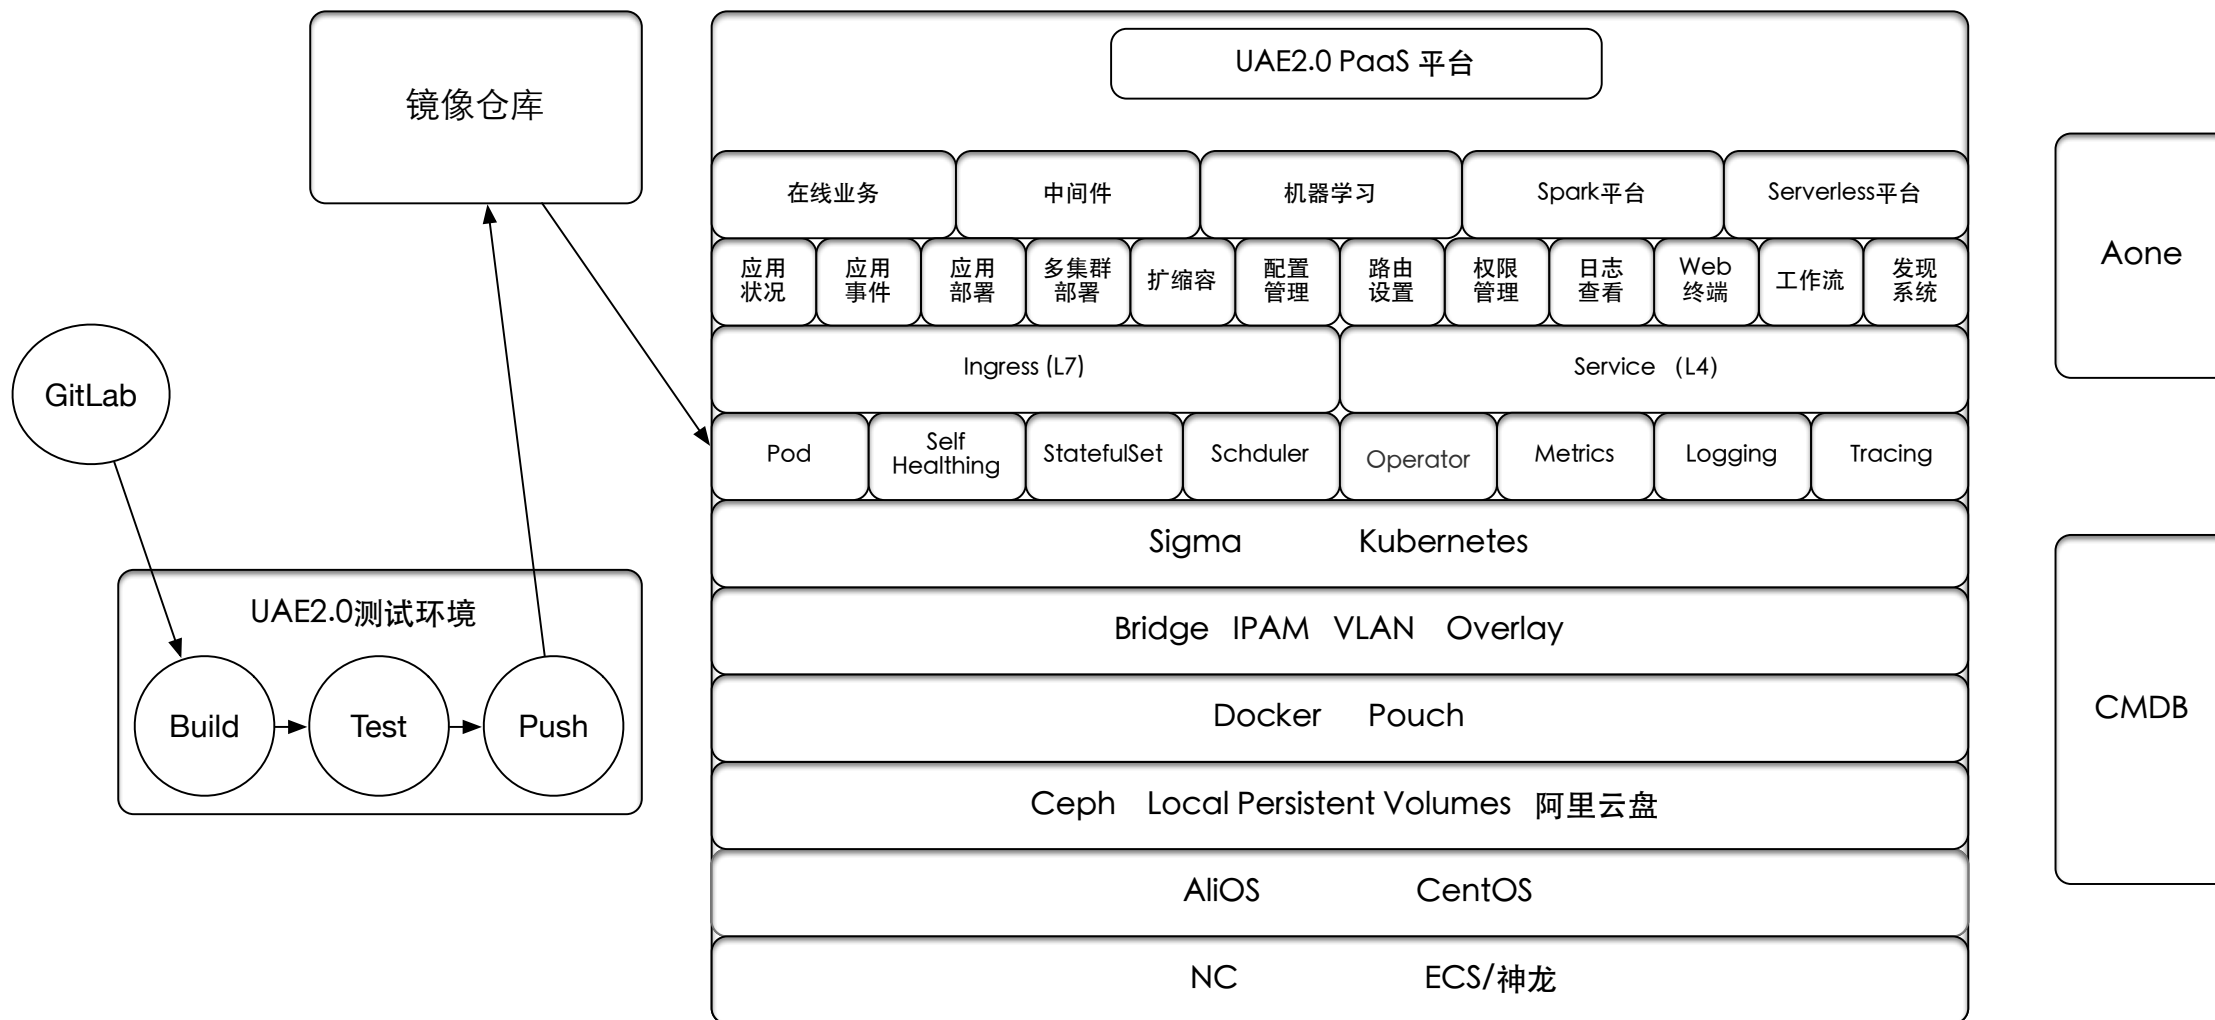 镜像仓库
GitLab
UAE2.0测试环境
Build
Test
Push
UAE2.0 PaaS 平台
在线业务
中间件
机器学习
Spark平台
Serverless平台
应用
状况
应用
事件
应用
部署
多集群
部署
扩缩容
配置
管理
路由
设置
权限
管理
日志
查看
Web
终端
工作流
发现
系统
Ingress (L7)
Service （L4）
Pod
Self
Healthing
StatefulSet
Schduler
Operator
Metrics
Logging
Tracing
Sigma Kubernetes
Bridge IPAM VLAN Overlay
Docker Pouch
Ceph Local Persistent Volumes 阿里云盘
AliOS CentOS
NC ECS/神龙
Aone
CMDB